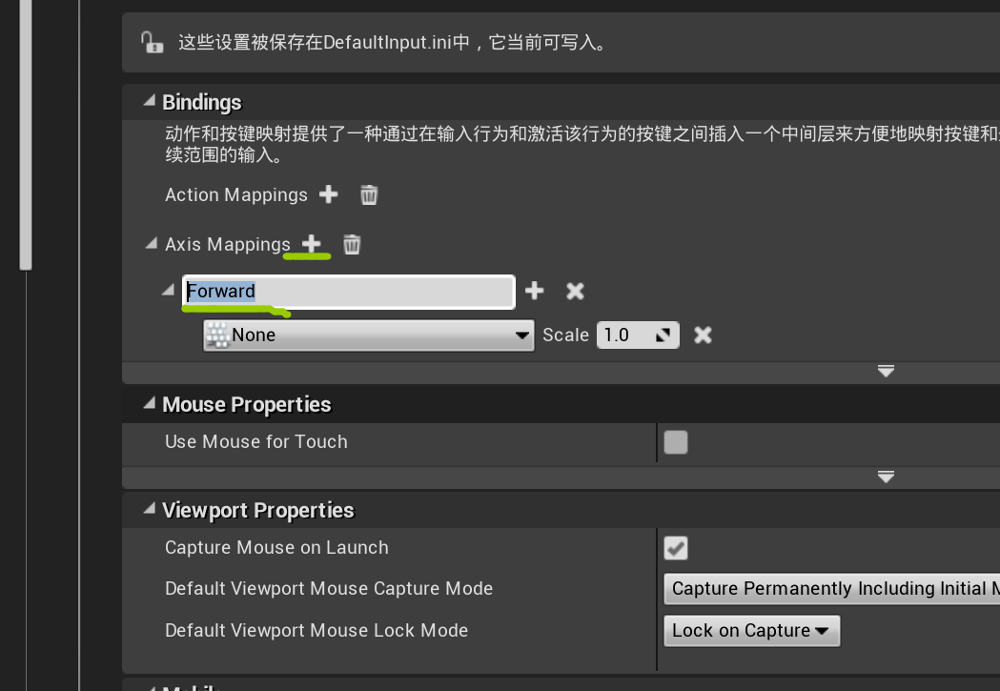 这些设置被保存在DefaultInput.ini中，它当前可写入。
Bindings
动作和按键映射提供了一种通过在输入行为和激活该行为的按键之间插入一个中间层来方便地映射按键和
续范围的输入。
Action Mappings
Axis Mappings
Forward
None Scale 1.0
Mouse Properties
Use Mouse for Touch
Viewport Properties
Capture Mouse on Launch
Default Viewport Mouse Capture Mode Capture Permanently Including Initial
Default Viewport Mouse Lock Mode Lock on Capture